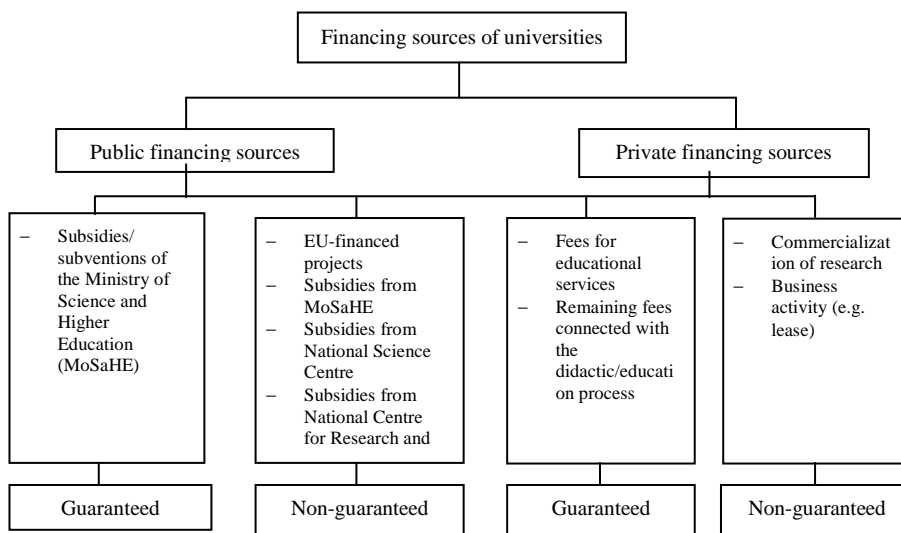 Financing sources of universities
Public financing sources
Private financing sources
– Subsidies/
subventions of
the Ministry of
Science and
Higher
Education
(MoSaHE)
– EU-financed
projects
– Subsidies from
MoSaHE
– Subsidies from
National Science
Centre
– Subsidies from
National Centre
for Research and
– Fees for
educational
services
– Remaining fees
connected with
the
didactic/educati
on process
– Commercializat
ion of research
– Business
activity (e.g.
lease)
Guaranteed
Non-guaranteed
Guaranteed
Non-guaranteed